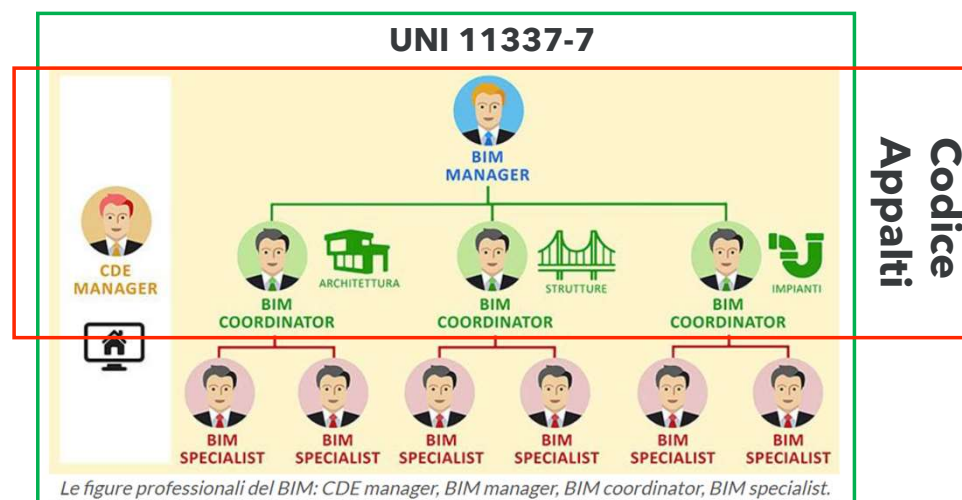 UNI 11337-7
Codice
Appalti
BIM
MANAGER
CDE
MANAGER
ARCHITETTURA
BIM
COORDINATOR
STRUTTURE
BIM
COORDINATOR
IMPIANTI
BIM
COORDINATOR
BIM
SPECIALIST
BIM
SPECIALIST
BIM
SPECIALIST
BIM
SPECIALIST
BIM
SPECIALIST
BIM
SPECIALIST
Le figure professionali del BIM: CDE manager, BIM manager, BIM coordinator, BIM specialist.